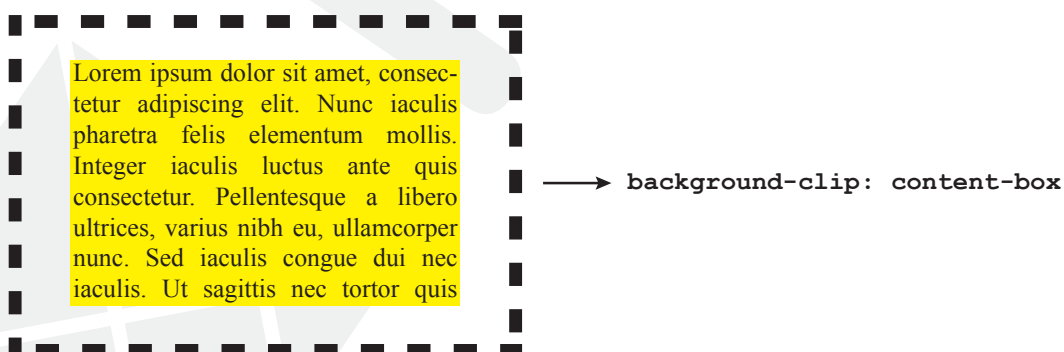 Lorem ipsum dolor sit amet, consec-
tetur adipiscing elit. Nunc iaculis
pharetra felis elementum mollis.
Integer iaculis luctus ante quis
consectetur. Pellentesque a libero
ultrices, varius nibh eu, ullamcorper
nunc. Sed iaculis congue dui nec
iaculis. Ut sagittis nec tortor quis
background-clip: content-box